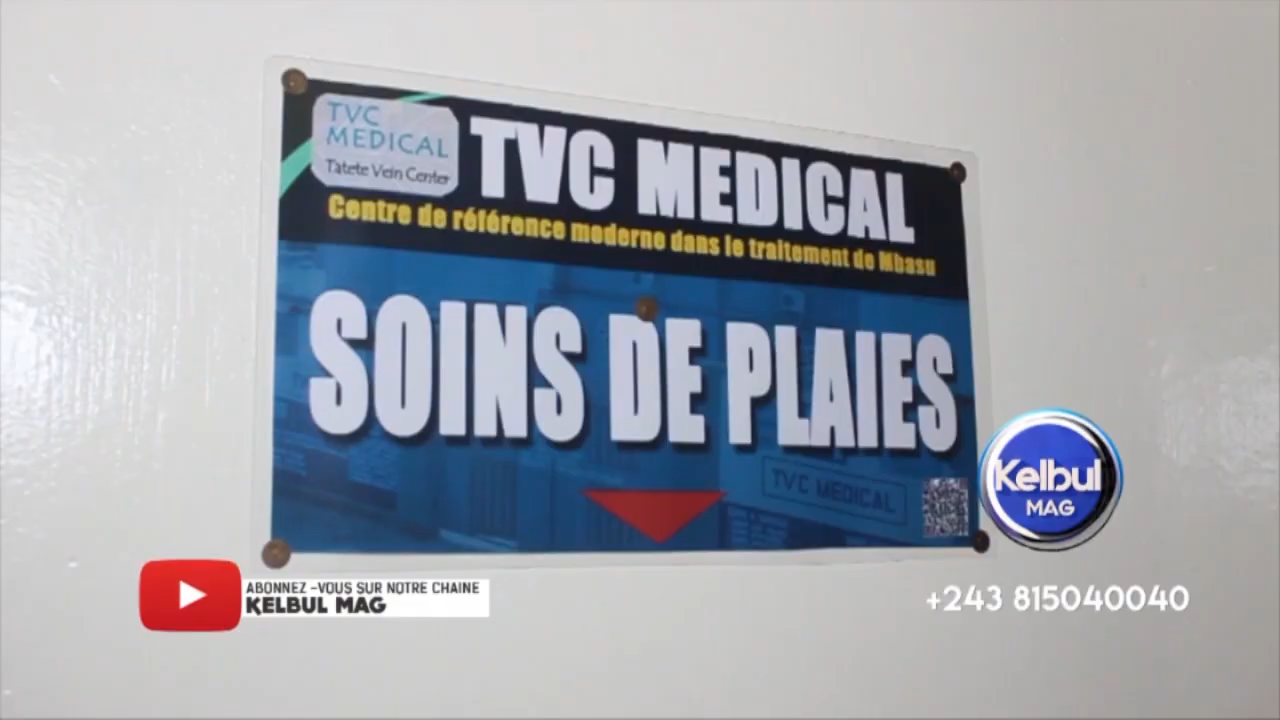 TVC
MEDICAL
Tatete Vein Center
TVC MEDICAL
Centre de référence moderne dans le traitement de Mbasu
SOINS DE PLAIES
TVC MEDICAL
Kelbul
MAG
ABONNEZ -VOUS SUR NOTRE CHAINE
KELBUL MAG
+243 815040040